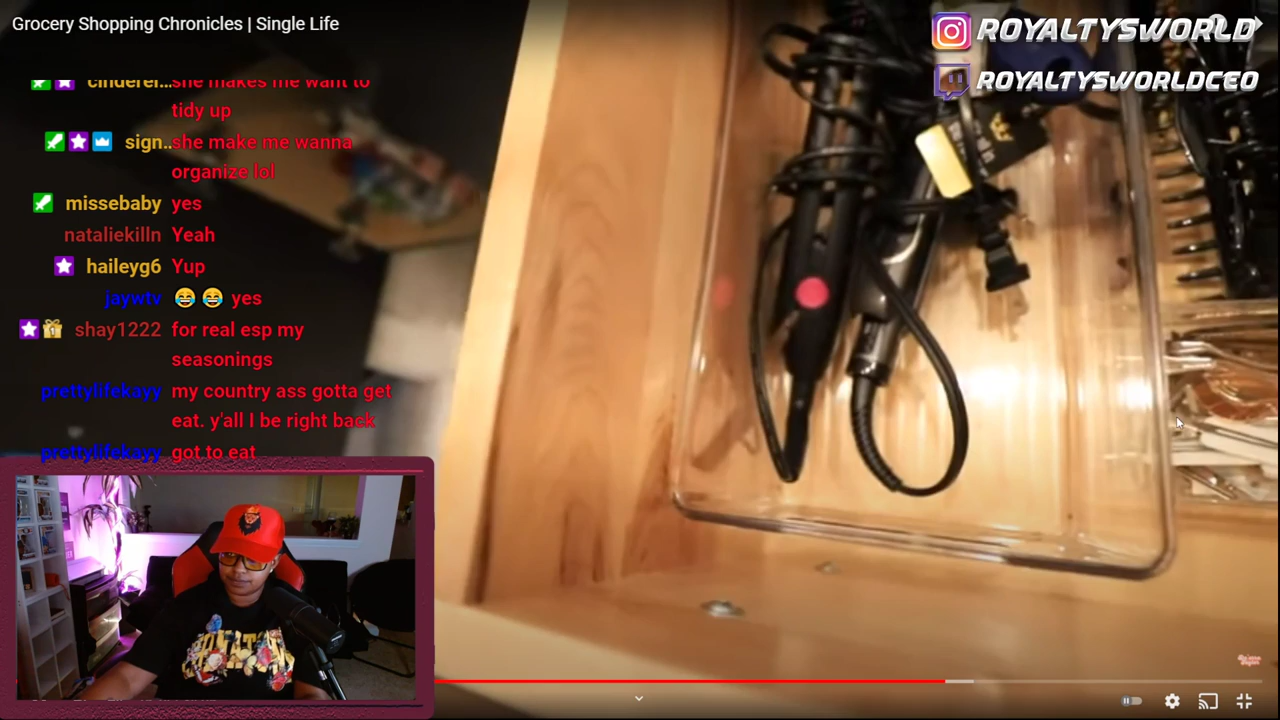 Grocery Shopping Chronicles | Single Life
ROYALTYSWORLD
ROYALTYSWORLDCEO
cinderel... she makes me want to
tidy up
sign.. she make me wanna
organize lol
missebaby yes
nataliekilln Yeah
haileyg6 Yup
jaywtv 😂 😂 yes
shay1222 for real esp my
seasonings
prettylifekayy my country ass gotta get
eat. y'all I be right back
prettylifekayy got to eat